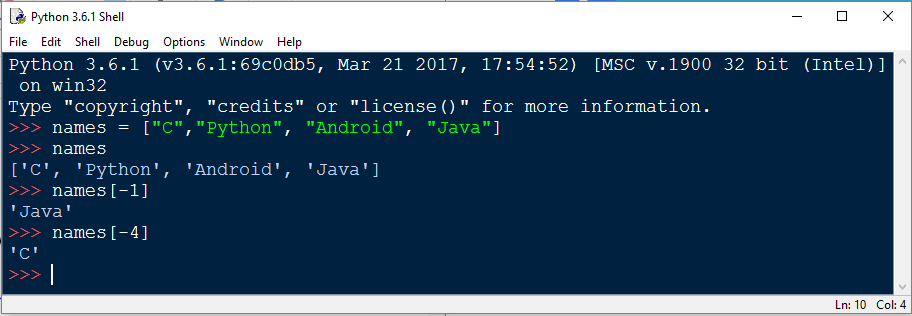 Python 3.6.1 Shell
File Edit Shell Debug Options Window Help
Python 3.6.1 (v3.6.1:69c0db5, Mar 21 2017, 17:54:52) [MSC v.1900 32 bit (Intel)]
 on win32
Type "copyright", "credits" or "license()" for more information.
>>> names = ["C","Python", "Android", "Java"]
>>> names
['C', 'Python', 'Android', 'Java']
>>> names[-1]
'Java'
>>> names[-4]
'C'
>>>
Ln: 10 Col: 4